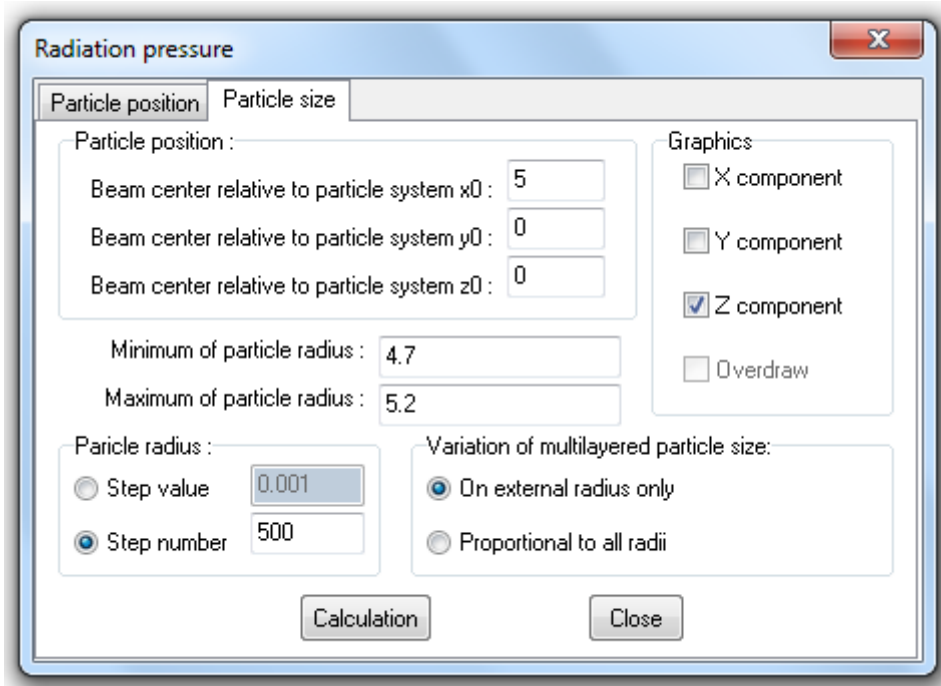 Radiation pressure
Particle position
Particle size
Particle position :
Beam center relative to particle system x0 :
5
Beam center relative to particle system y0 :
0
Beam center relative to particle system z0 :
0
Graphics
X component
Y component
Z component
Overdraw
Minimum of particle radius :
4.7
Maximum of particle radius :
5.2
Paricle radius :
Step value
0.001
Step number
500
Variation of multilayered particle size:
On external radius only
Proportional to all radii
Calculation
Close